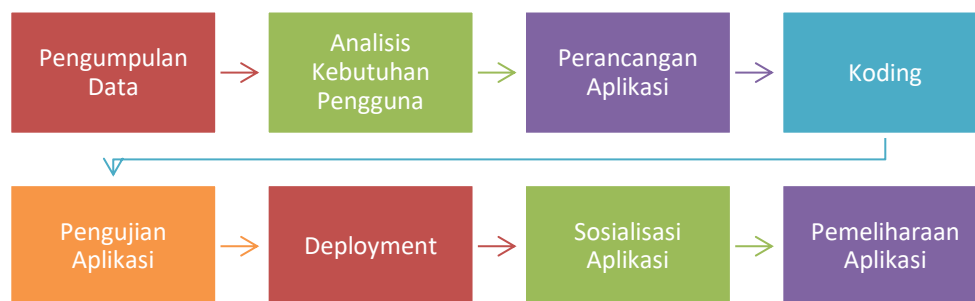 Pengumpulan
Data
Analisis
Kebutuhan
Pengguna
Perancangan
Aplikasi
Koding
Pengujian
Aplikasi
Deployment
Sosialisasi
Aplikasi
Pemeliharaan
Aplikasi